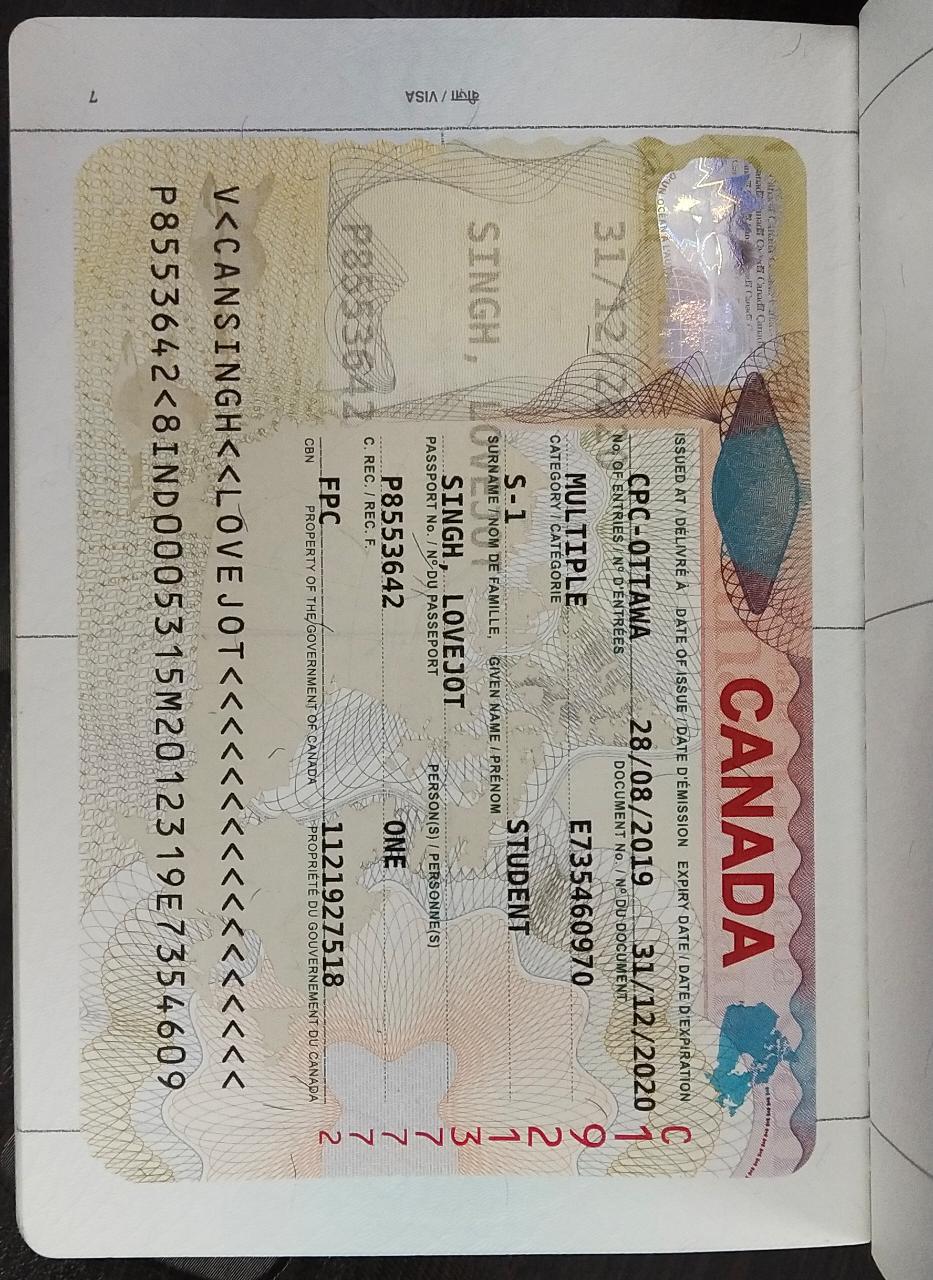 वीज़ा / VISA
7
CANADA
ISSUED AT / DÉLIVRÉ À DATE OF ISSUE / DATE D'ÉMISSION EXPIRY DATE / DATE D'EXPIRATION
CPC-OTTAWA 28/08/2019 31/12/2020
No. OF ENTRIES / Nº D'ENTRÉES DOCUMENT No. / Nº DU DOCUMENT
MULTIPLE E735460970
CATEGORY / CATÉGORIE
S-1 STUDENT
SURNAME / NOM DE FAMILLE, GIVEN NAME / PRÉNOM
SINGH, LOVEJOT
PASSPORT No. / Nº DU PASSEPORT PERSON(S) / PERSONNE(S)
P8553642 ONE
C. REC. / REC. F.
FPC 1121927518
CBN PROPERTY OF THE GOVERNMENT OF CANADA PROPRIÉTÉ DU GOUVERNEMENT DU CANADA
C192137772
SINGH, LOVEJOT
P8553642
V<CANSINGH<<LOVEJOT<<<<<<<<<<<<<<<<<
P8553642<8IND0005315M2012319E7354609